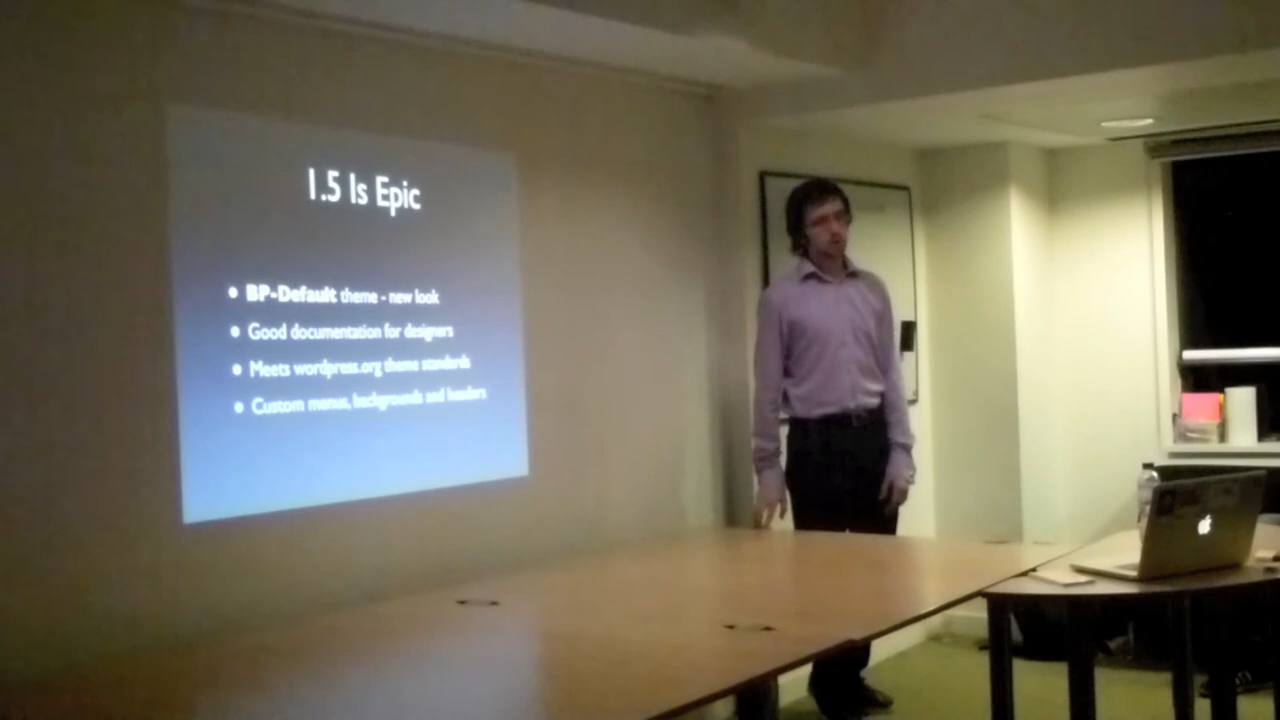 1.5 Is Epic
• BP-Default theme - new look
• Good documentation for designers
• Meets wordpress.org theme standards
• Custom menus, backgrounds and headers